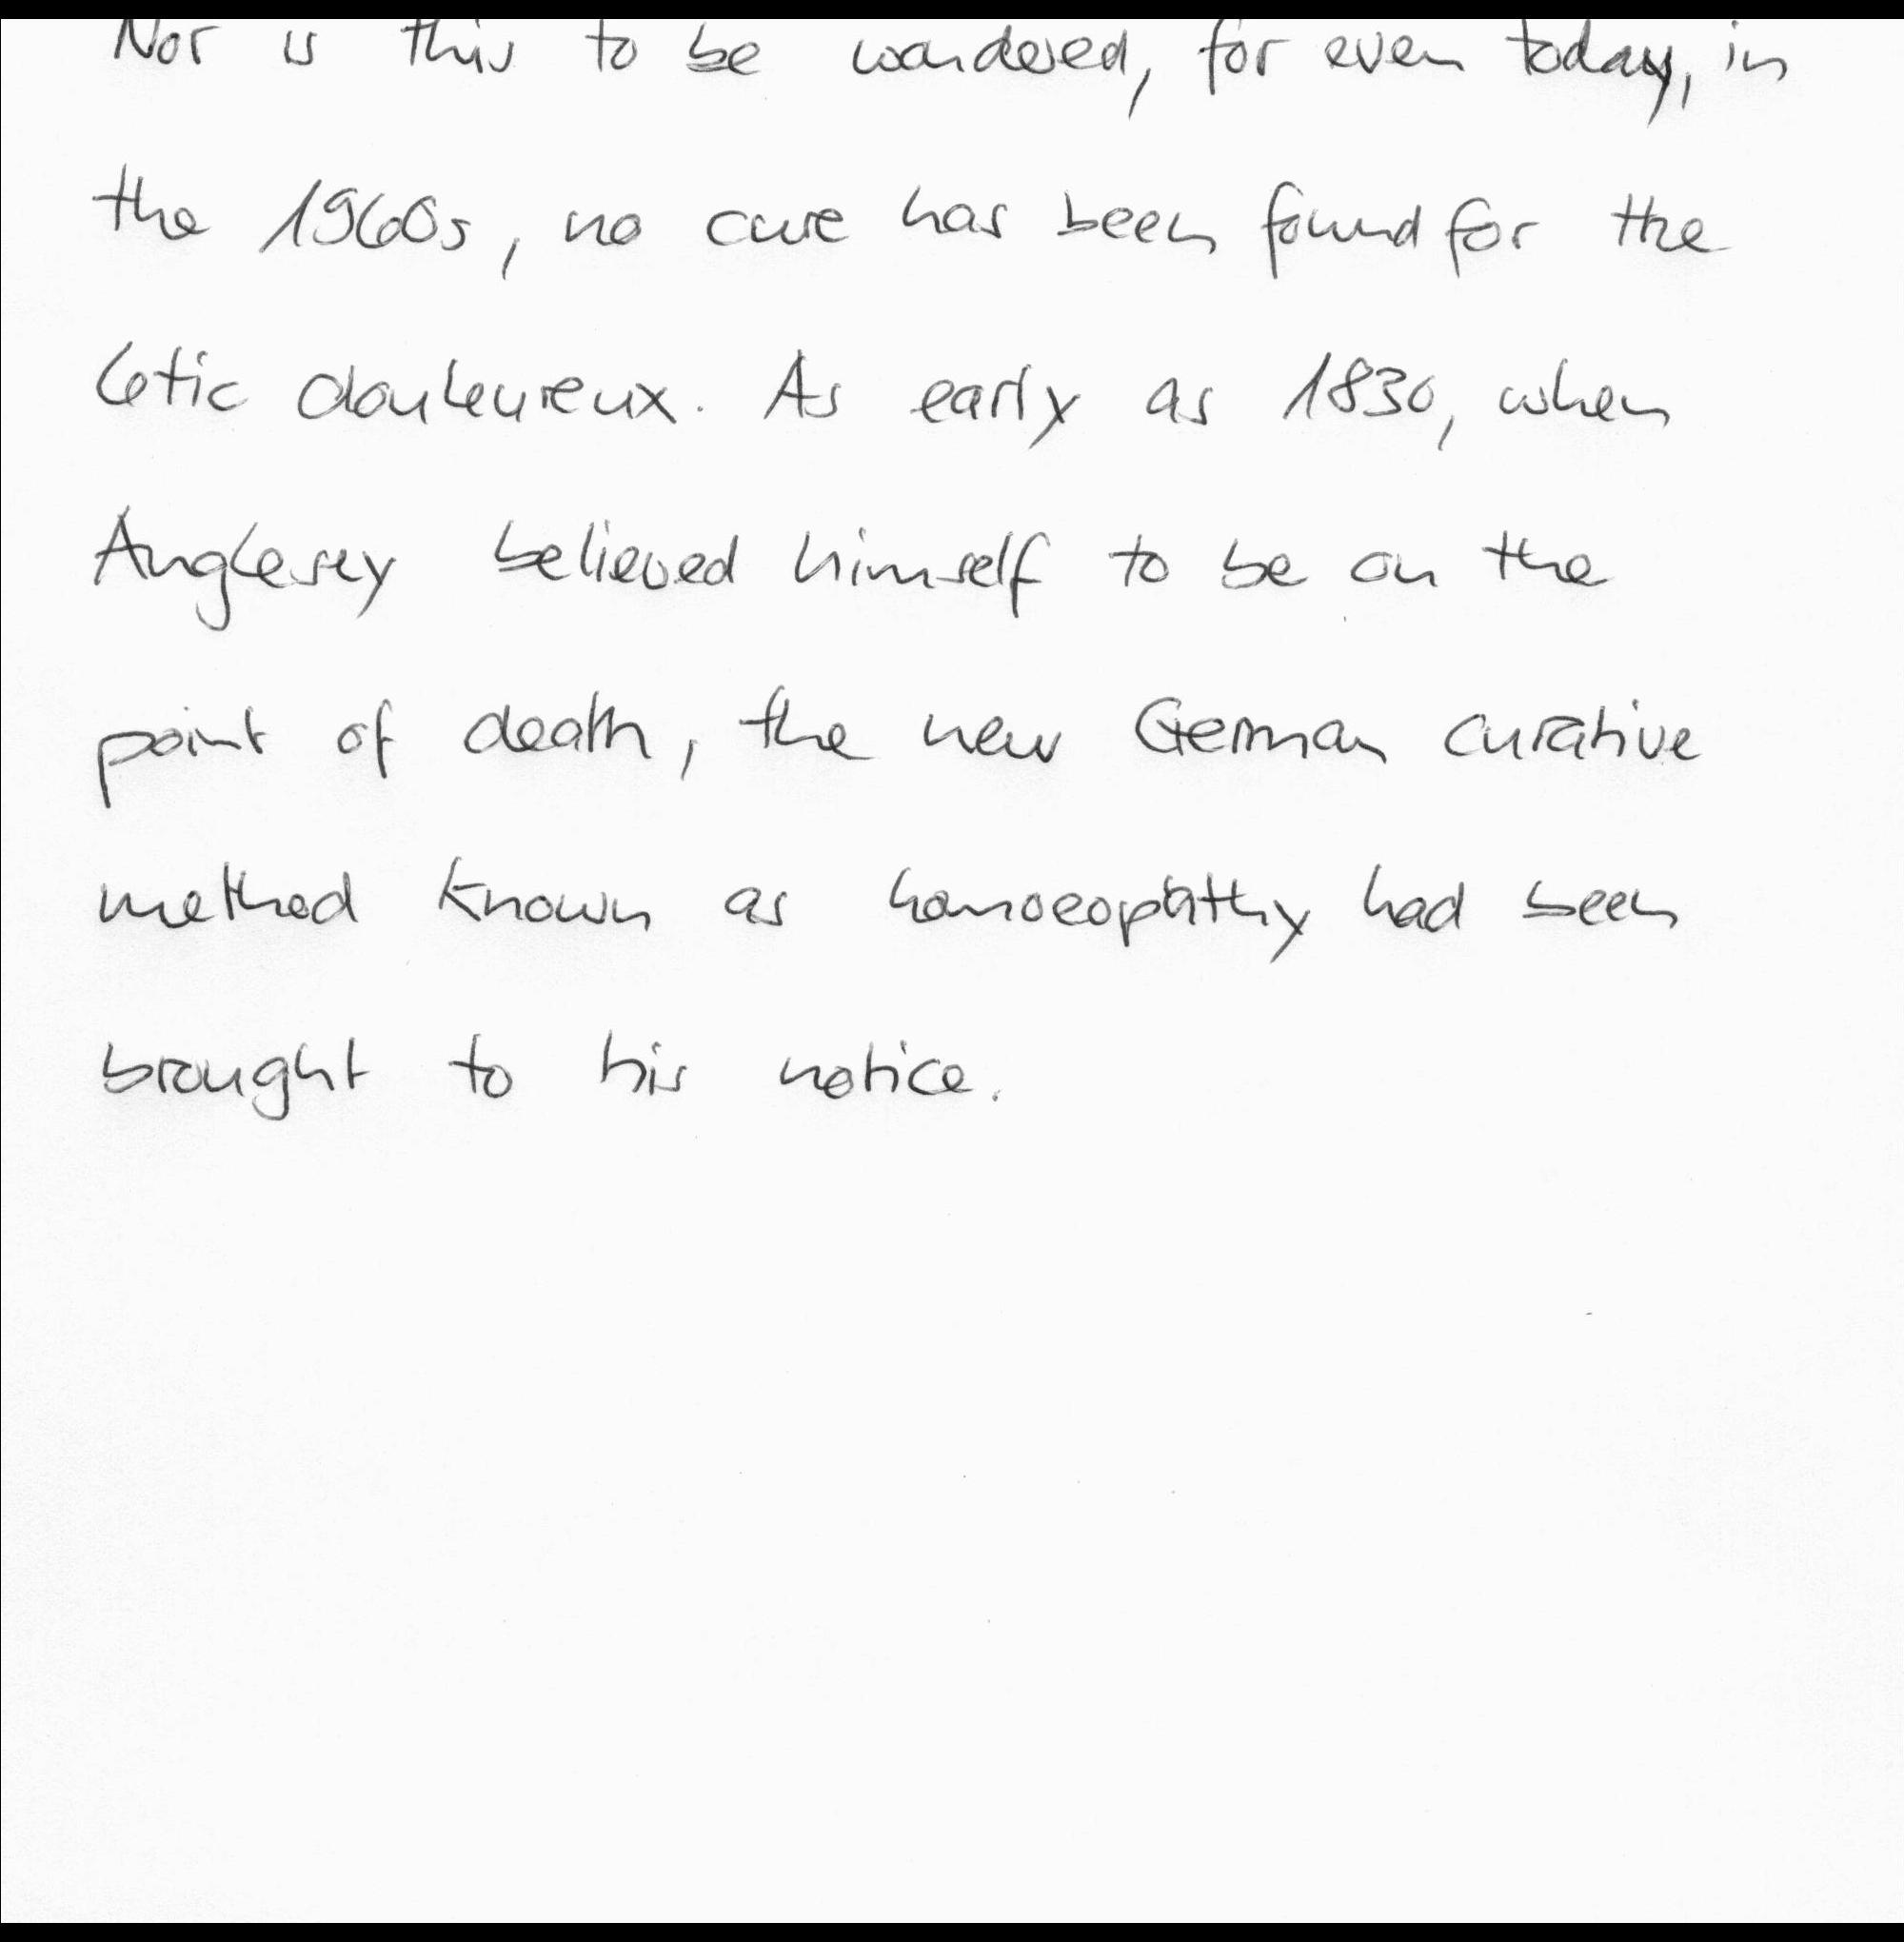 Nor is this to be wondered, for even today, in
the 1960s, no cure has been found for the
tic douleureux. As early as 1830, when
Anglesey believed himself to be on the
point of death, the new German curative
method known as homoeopathy had been
brought to his notice.